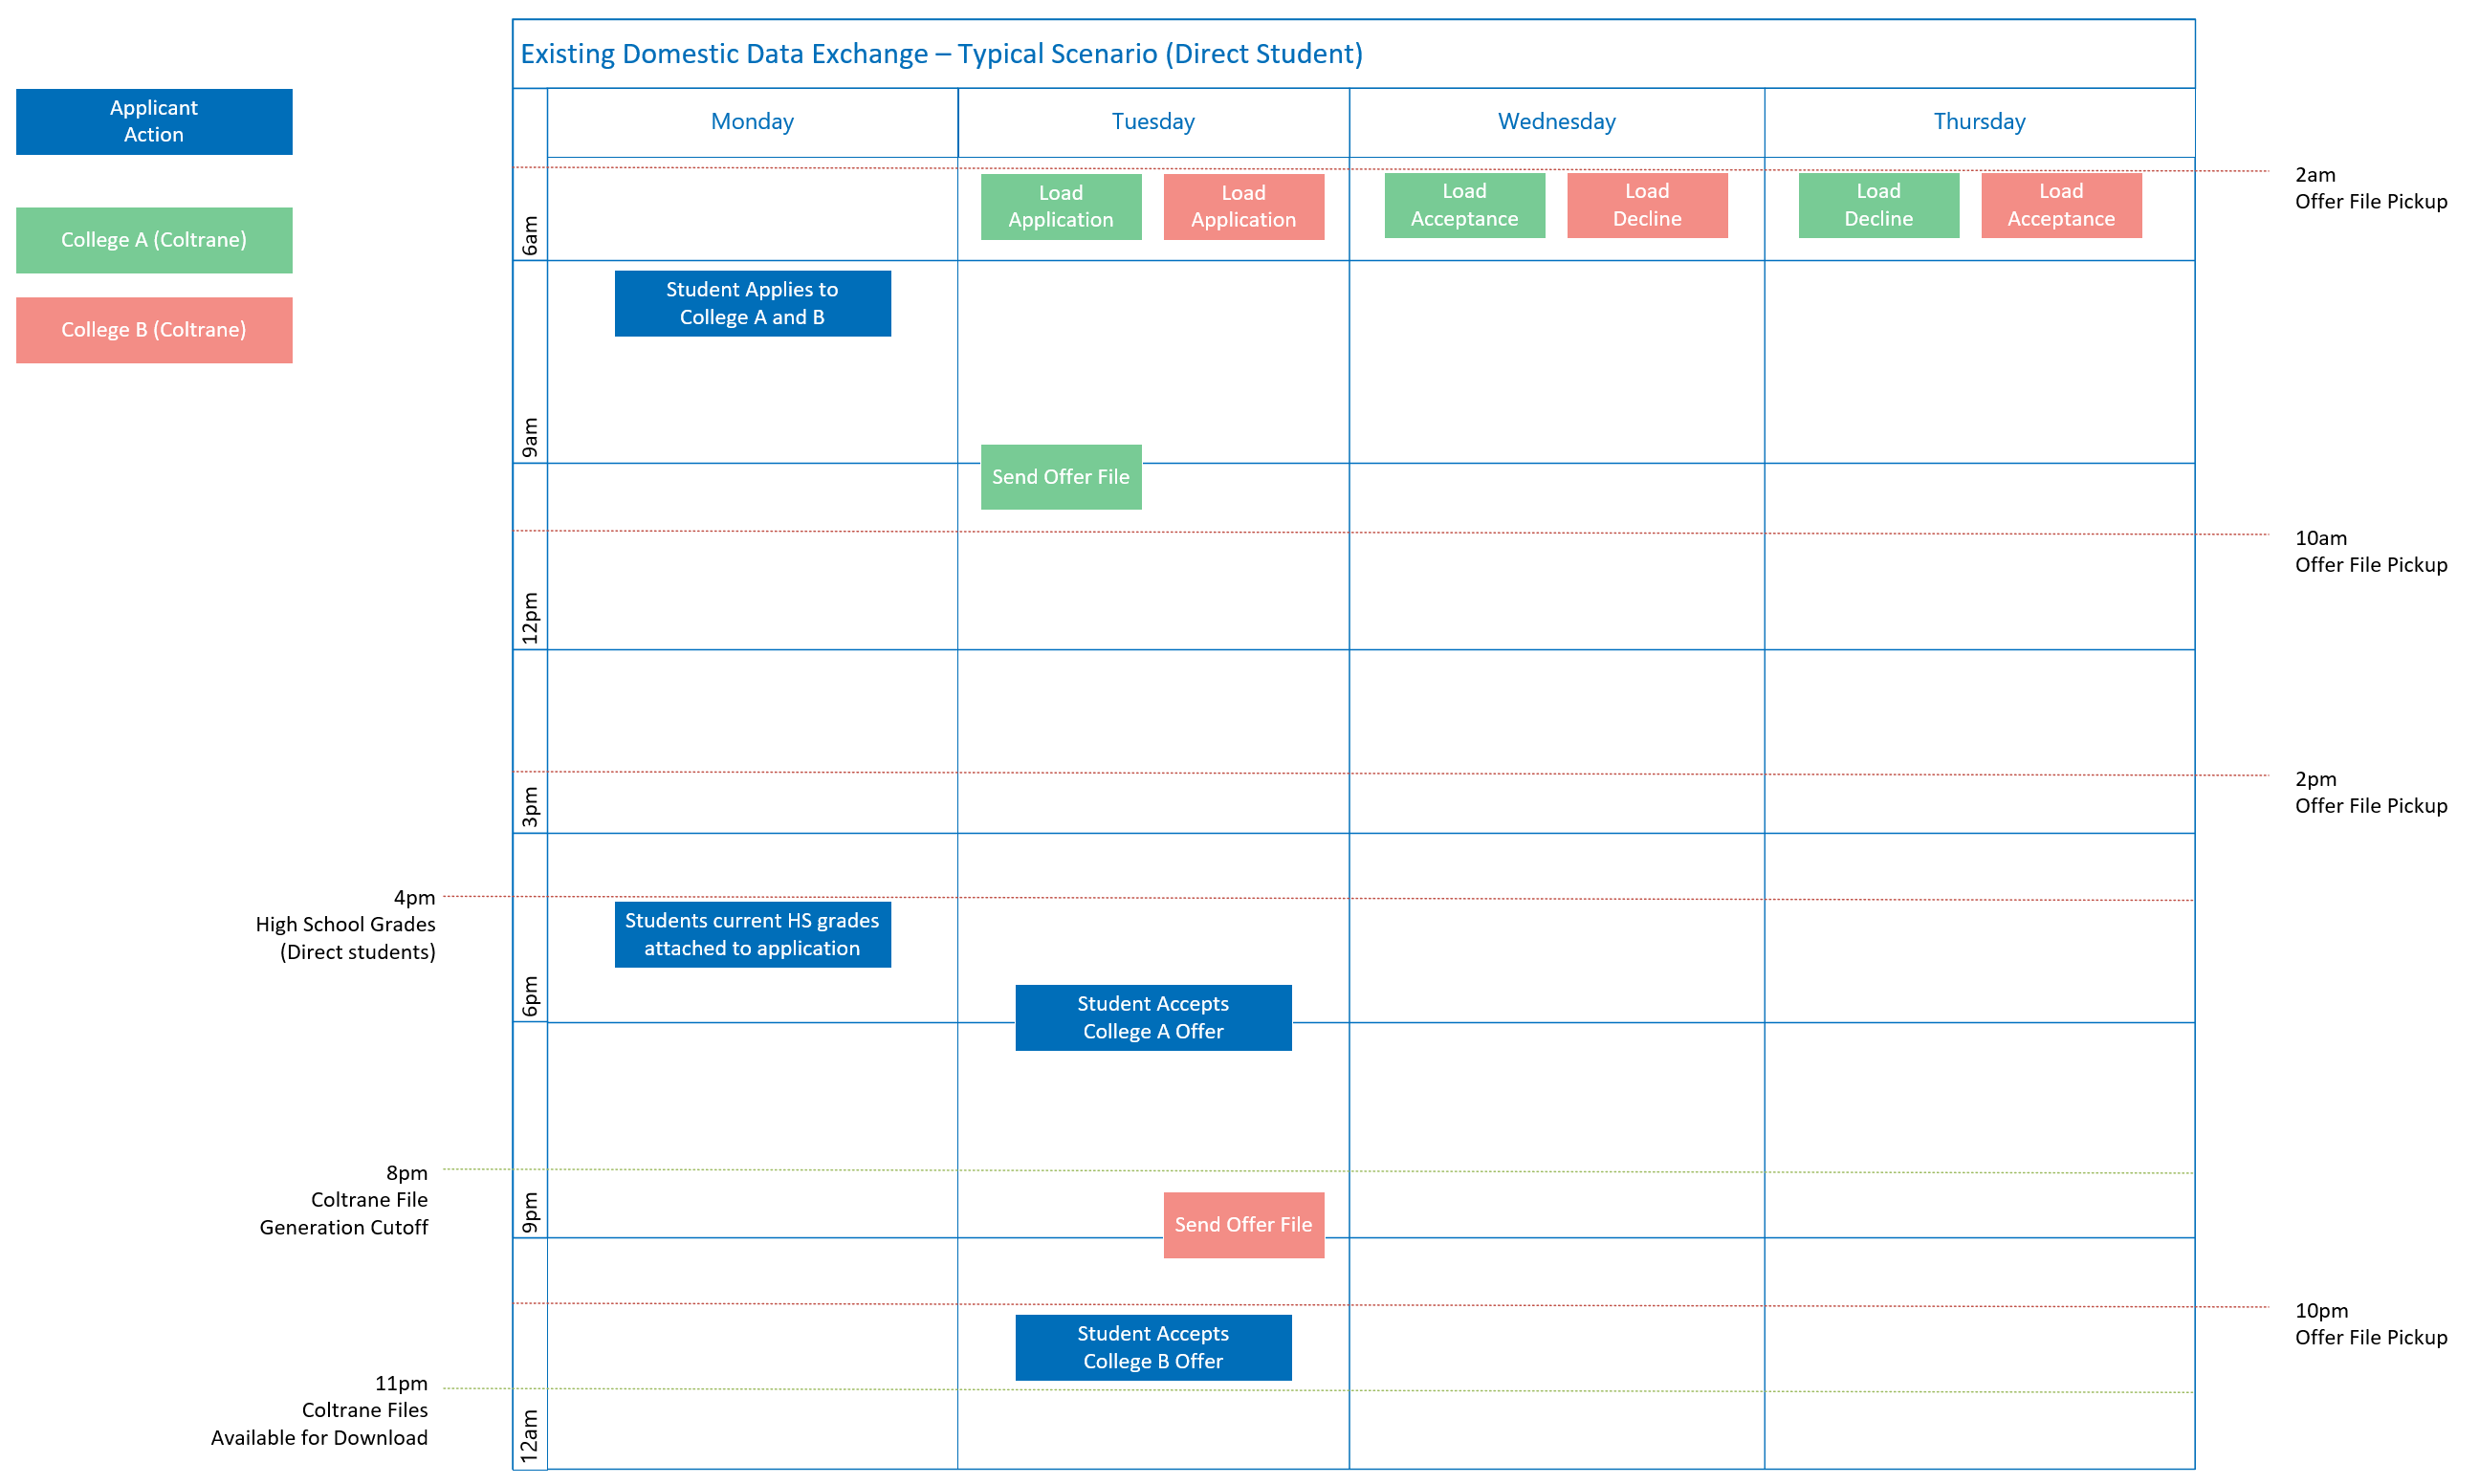 Existing Domestic Data Exchange – Typical Scenario (Direct Student)
Applicant
Action
College A (Coltrane)
College B (Coltrane)
Monday
Tuesday
Wednesday
Thursday
2am
Offer File Pickup
Load
Application
Load
Application
Load
Acceptance
Load
Decline
Load
Decline
Load
Acceptance
6am
Student Applies to
College A and B
9am
Send Offer File
10am
Offer File Pickup
12pm
2pm
Offer File Pickup
3pm
4pm
High School Grades
(Direct students)
Students current HS grades
attached to application
6pm
Student Accepts
College A Offer
8pm
Coltrane File
Generation Cutoff
9pm
Send Offer File
10pm
Offer File Pickup
Student Accepts
College B Offer
11pm
Coltrane Files
Available for Download
12am